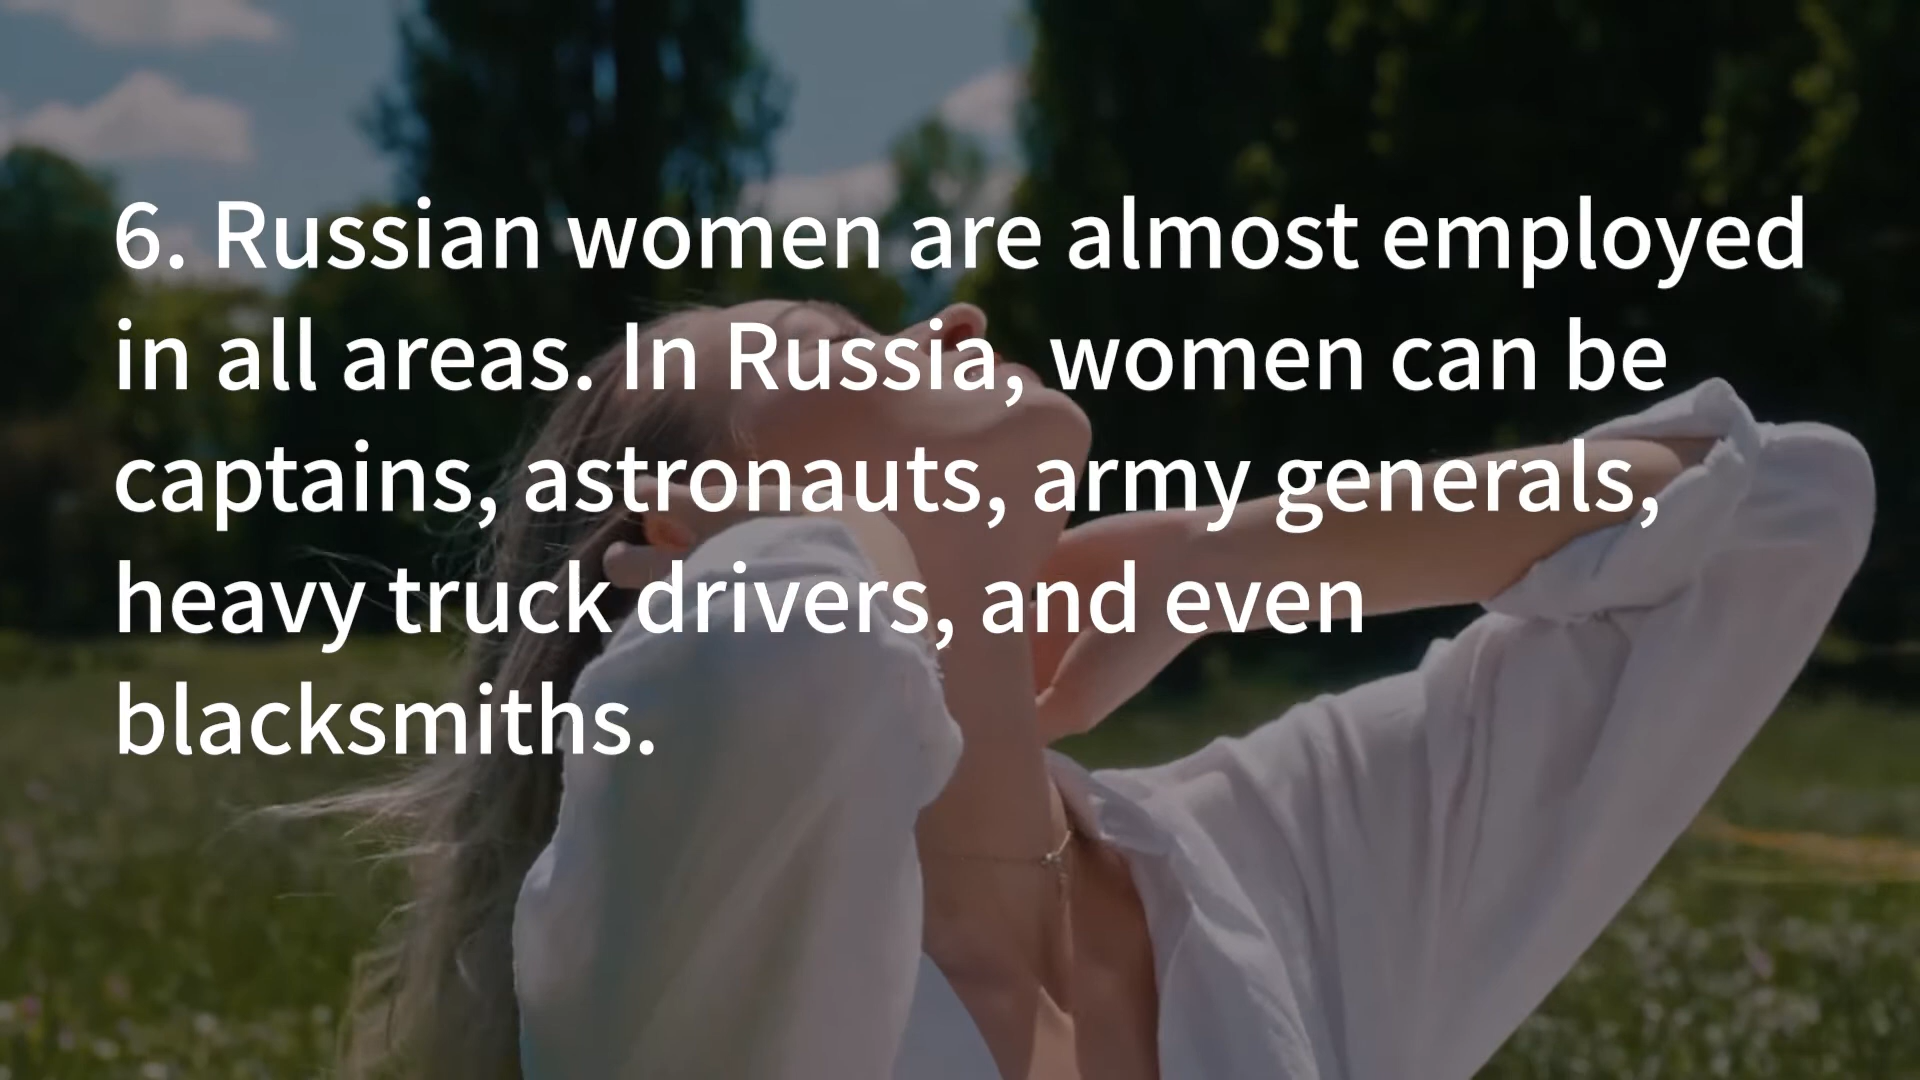 6. Russian women are almost employed
in all areas. In Russia, women can be
captains, astronauts, army generals,
heavy truck drivers, and even
blacksmiths.